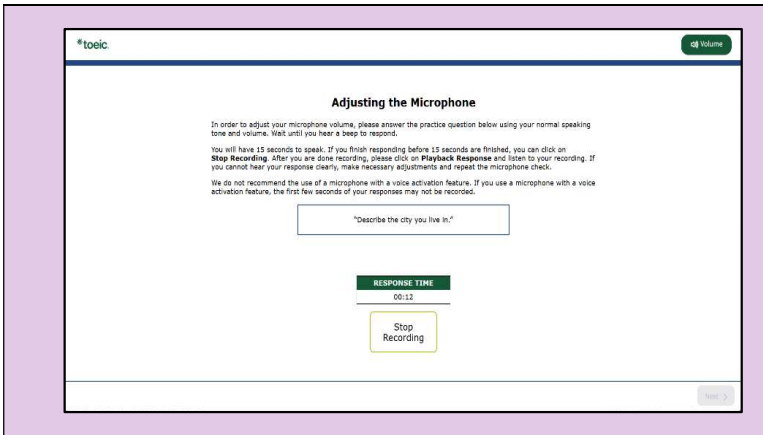 *toeic.
Volume
Adjusting the Microphone
In order to adjust your microphone volume, please answer the practice question below using your normal speaking
tone and volume. Wait until you hear a beep to respond.
You will have 15 seconds to speak. If you finish responding before 15 seconds are finished, you can click on
Stop Recording. After you are done recording, please click on Playback Response and listen to your recording. If
you cannot hear your response clearly, make necessary adjustments and repeat the microphone check.
We do not recommend the use of a microphone with a voice activation feature. If you use a microphone with a voice
activation feature, the first few seconds of your responses may not be recorded.
"Describe the city you live in."
RESPONSE TIME
00:12
Stop
Recording
Next